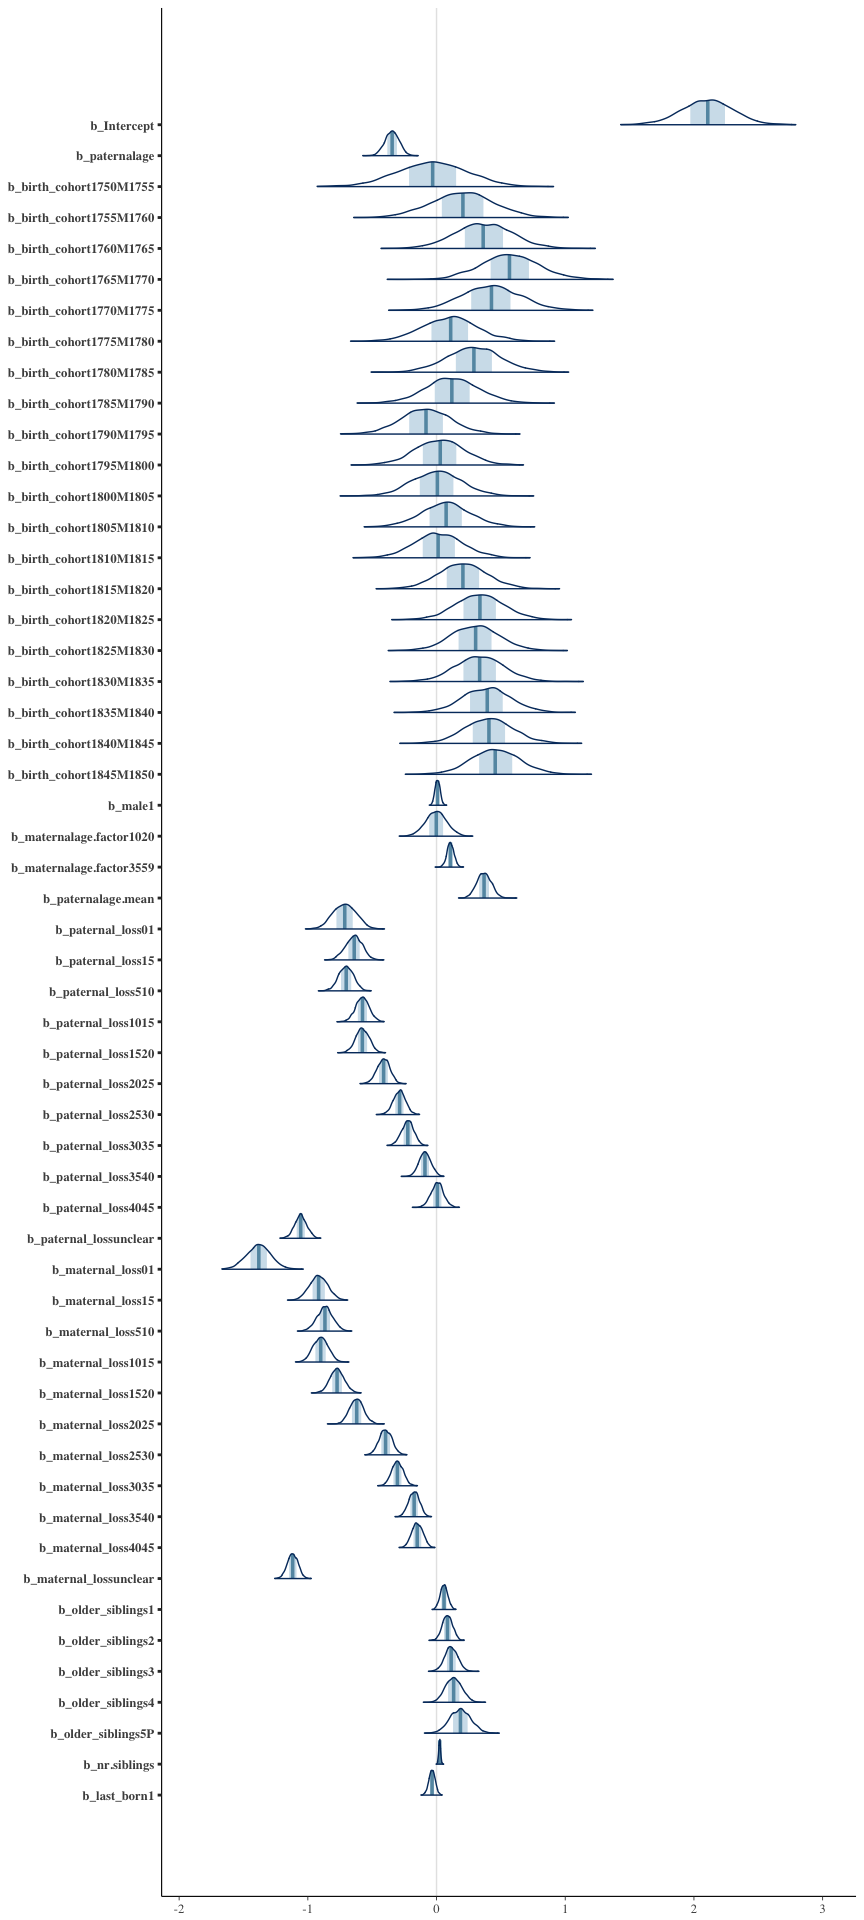 b_Intercept
b_paternalage
b_birth_cohort1750M1755
b_birth_cohort1755M1760
b_birth_cohort1760M1765
b_birth_cohort1765M1770
b_birth_cohort1770M1775
b_birth_cohort1775M1780
b_birth_cohort1780M1785
b_birth_cohort1785M1790
b_birth_cohort1790M1795
b_birth_cohort1795M1800
b_birth_cohort1800M1805
b_birth_cohort1805M1810
b_birth_cohort1810M1815
b_birth_cohort1815M1820
b_birth_cohort1820M1825
b_birth_cohort1825M1830
b_birth_cohort1830M1835
b_birth_cohort1835M1840
b_birth_cohort1840M1845
b_birth_cohort1845M1850
b_male1
b_maternalage.factor1020
b_maternalage.factor3559
b_paternalage.mean
b_paternal_loss01
b_paternal_loss15
b_paternal_loss510
b_paternal_loss1015
b_paternal_loss1520
b_paternal_loss2025
b_paternal_loss2530
b_paternal_loss3035
b_paternal_loss3540
b_paternal_loss4045
b_paternal_lossunclear
b_maternal_loss01
b_maternal_loss15
b_maternal_loss510
b_maternal_loss1015
b_maternal_loss1520
b_maternal_loss2025
b_maternal_loss2530
b_maternal_loss3035
b_maternal_loss3540
b_maternal_loss4045
b_maternal_lossunclear
b_older_siblings1
b_older_siblings2
b_older_siblings3
b_older_siblings4
b_older_siblings5P
b_nr.siblings
b_last_born1
-2 -1 0 1 2 3